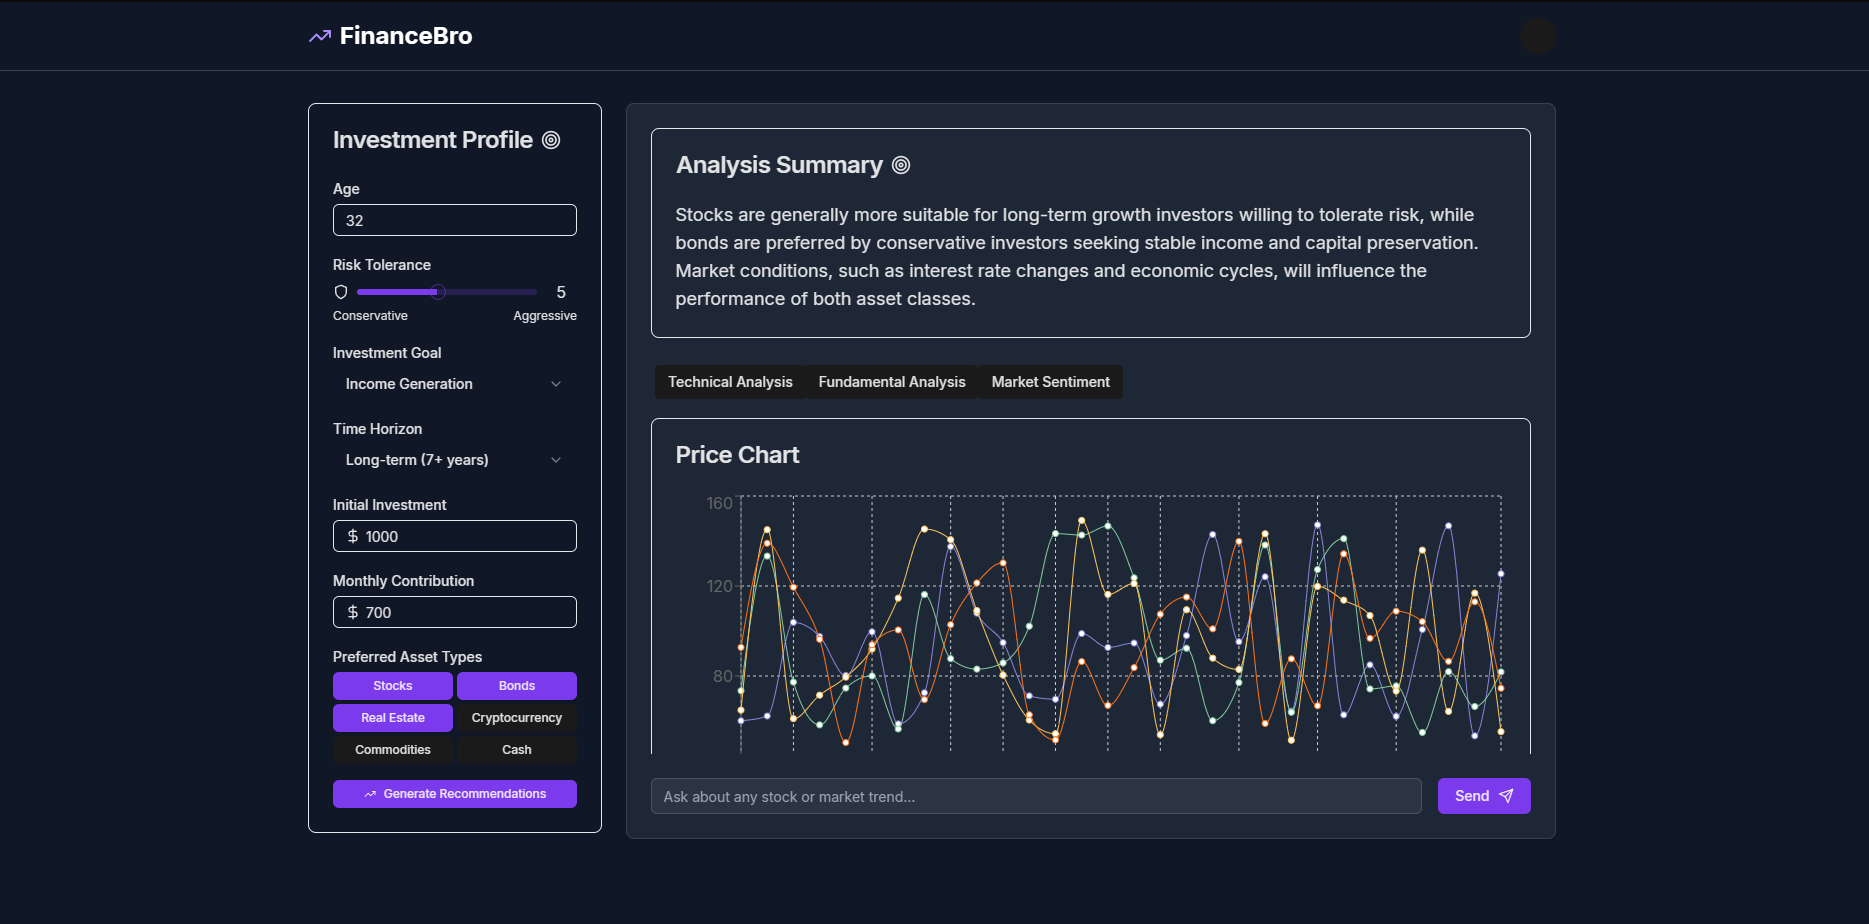 FinanceBro
Investment Profile
Age
32
Risk Tolerance
5
Conservative Aggressive
Investment Goal
Income Generation
Time Horizon
Long-term (7+ years)
Initial Investment
$ 1000
Monthly Contribution
$ 700
Preferred Asset Types
Stocks Bonds
Real Estate Cryptocurrency
Commodities Cash
Generate Recommendations
Analysis Summary
Stocks are generally more suitable for long-term growth investors willing to tolerate risk, while
bonds are preferred by conservative investors seeking stable income and capital preservation.
Market conditions, such as interest rate changes and economic cycles, will influence the
performance of both asset classes.
Technical Analysis Fundamental Analysis Market Sentiment
Price Chart
160
120
80
Ask about any stock or market trend...
Send